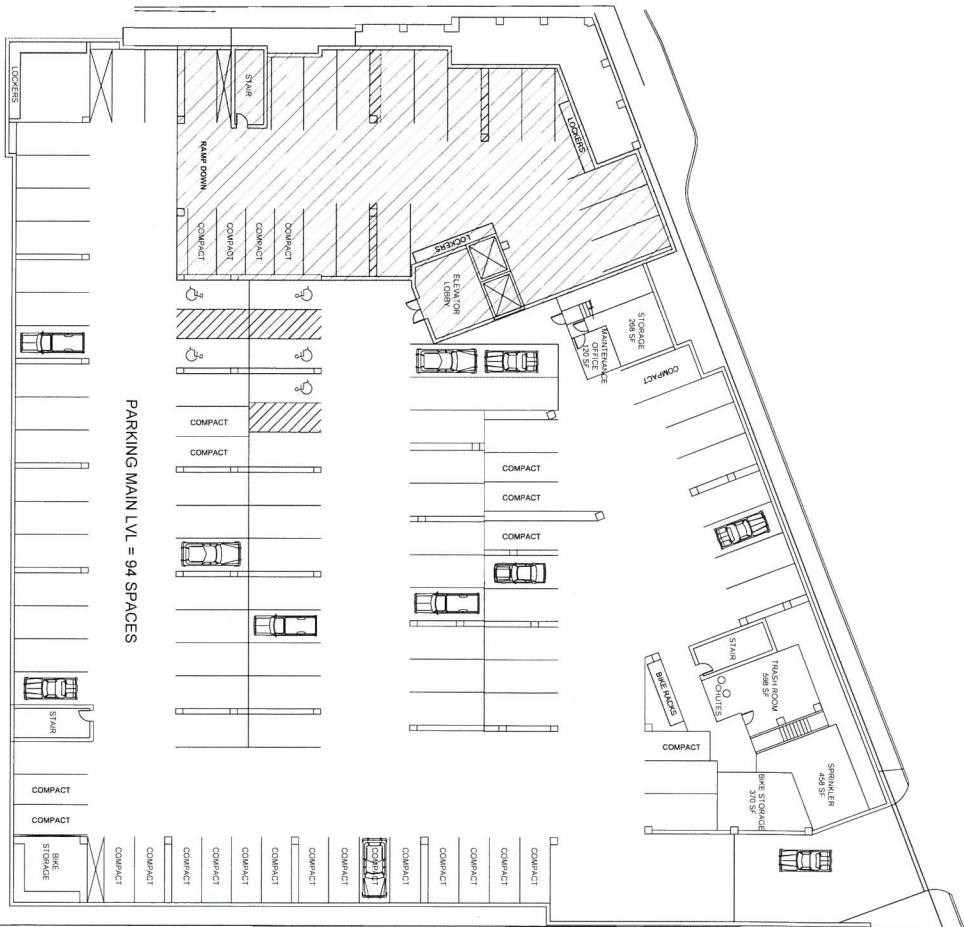 LOCKERS
STAIR
LOCKERS
RAMP DOWN
COMPACT
COMPACT
COMPACT
COMPACT
LOCKERS
ELEVATOR
LOBBY
STORAGE
268 SF
MAINTENANCE
OFFICE
120 SF
COMPACT
PARKING MAIN LVL = 94 SPACES
COMPACT
COMPACT
COMPACT
COMPACT
COMPACT
STAIR
TRASH ROOM
598 SF
CHUTES
BIKE RACKS
STAIR
COMPACT
SPRINKLER
458 SF
BIKE STORAGE
370 SF
COMPACT
COMPACT
BIKE
STORAGE
COMPACT
COMPACT
COMPACT
COMPACT
COMPACT
COMPACT
COMPACT
COMPACT
COMPACT
COMPACT
COMPACT
COMPACT
COMPACT
COMPACT